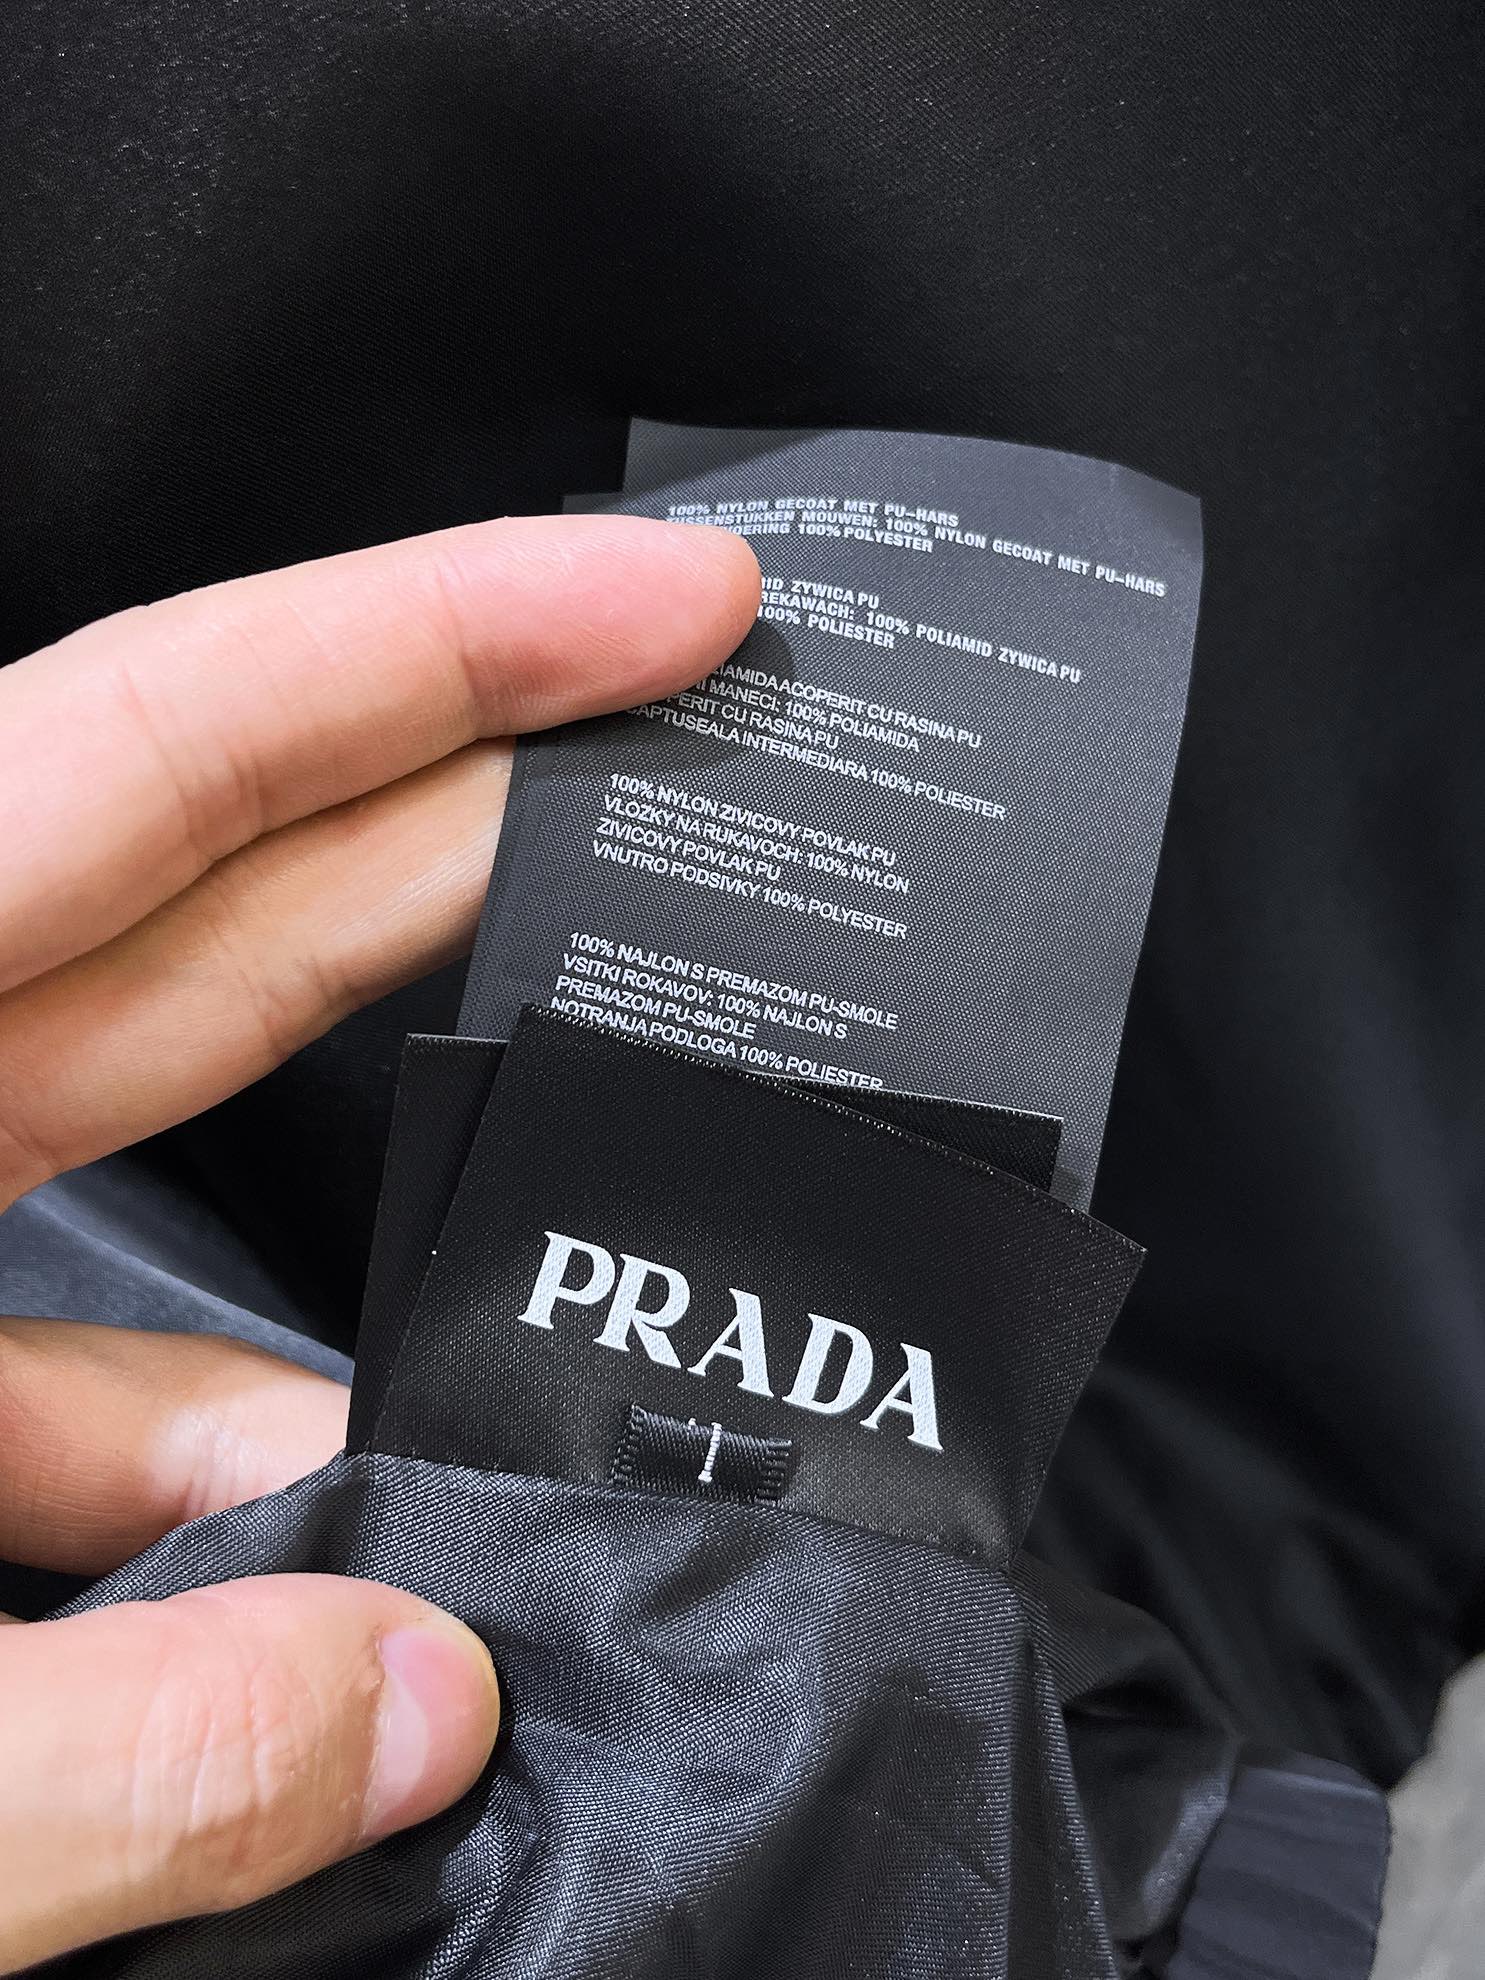 100% NYLON GECOAT MET PU-HARS
TUSSENSTUKKEN MOUWEN: 100% NYLON GECOAT MET PU-HARS
100% POLYESTER
ZYWICA PU
REKAWACH: 100% POLIAMID ZYWICA PU
100% POLIESTER
ACOPERIT CU RASINA PU
MANECI: 100% POLIAMIDA
CU RASINA PU
CAPTUSEALA INTERMEDIARA 100% POLIESTER
100% NYLON ZIVICOVY POVLAK PU
VLOZKY NA RUKAVOCH: 100% NYLON
ZIVICOVY POVLAK PU
VNUTRO PODSIVKY 100% POLYESTER
100% NAJLON S PREMAZOM PU-SMOLE
VSITKI ROKAVOV: 100% NAJLON S
PREMAZOM PU-SMOLE
NOTRANJA PODLOGA 100% POLIESTER
PRADA